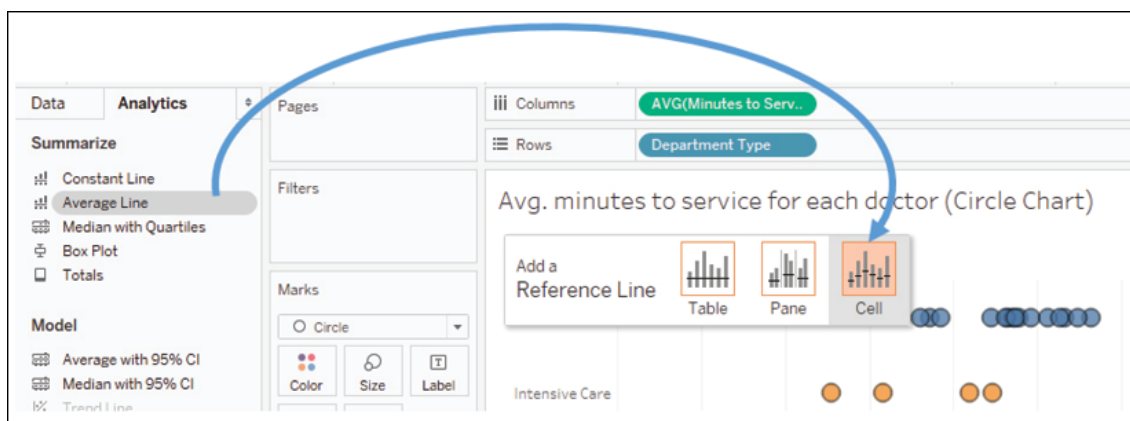 Data
Analytics
Summarize
Constant Line
Average Line
Median with Quartiles
Box Plot
Totals
Model
Average with 95% CI
Median with 95% CI
Trend Line
Pages
Filters
Marks
Circle
Color
Size
T
Label
Columns
AVG(Minutes to Serv..
Rows
Department Type
Avg. minutes to service for each doctor (Circle Chart)
Add a
Reference Line
Table
Pane
Cell
Intensive Care